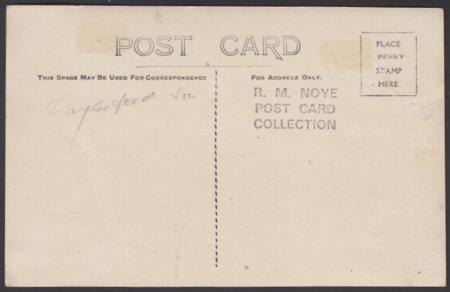 POST CARD
THIS SPACE MAY BE USED FOR CORRESPONDENCE
FOR ADDRESS ONLY.
PLACE
PENNY
STAMP
HERE
R. M. NOYE
POST CARD
COLLECTION
Daylesford Vic